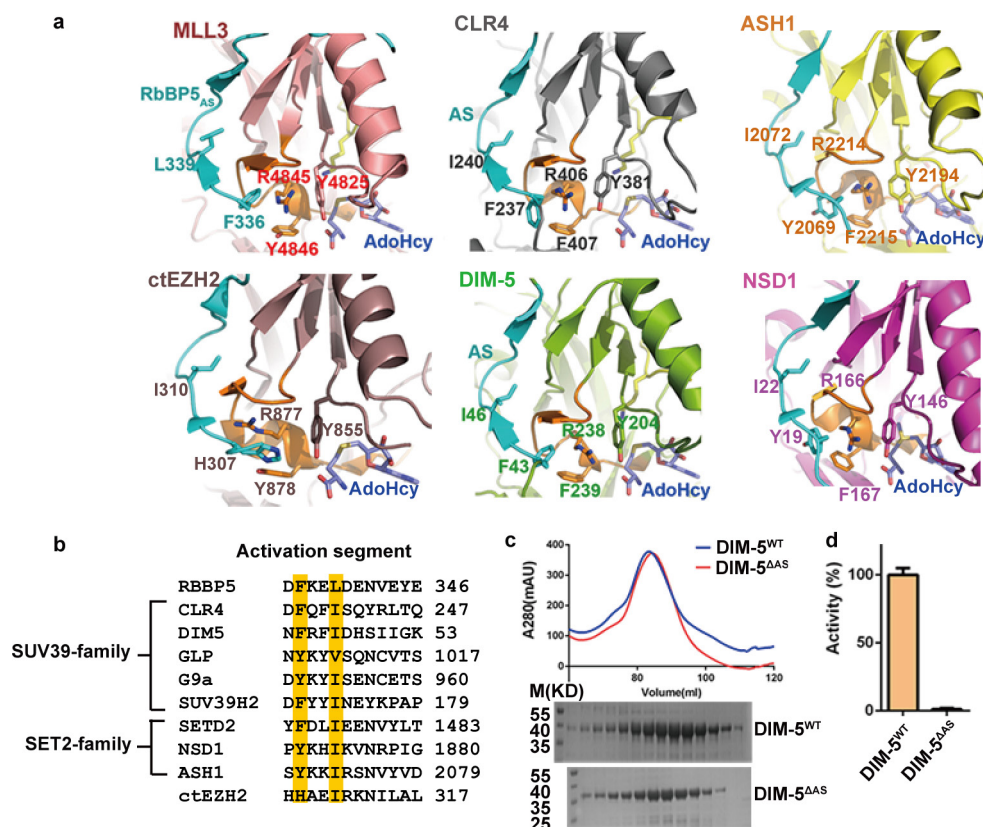 a
MLL3
RbBP5AS
L339
R4845
Y4825
F336
Y4846
AdoHcy
CLR4
AS
I240
R406
Y381
F237
F407
AdoHcy
ASH1
I2072
R2214
Y2194
Y2069
F2215
AdoHcy
ctEZH2
I310
R877
Y855
H307
Y878
AdoHcy
DIM-5
AS
I46
R238
Y204
F43
F239
AdoHcy
NSD1
I22
R166
Y146
Y19
F167
AdoHcy
b
Activation segment
RBBP5 DFKELDENVEYE 346
CLR4 DFQFISQYRLTQ 247
DIM5 NFRFIDHSIIGK 53
GLP NYKYVSQNCVTS 1017
G9a DYKYISENCETS 960
SUV39H2 DFYYINEYKPAP 179
SETD2 YFDLIEENVYLT 1483
NSD1 PYKHIKVNRPIG 1880
ASH1 SYKKIRSNVYVD 2079
ctEZH2 HHAEIRKNILAL 317
SUV39-family
SET2-family
c
DIM-5WT
DIM-5ΔAS
A280(mAU)
400
300
200
100
0
80
100
120
Volume(ml)
M(KD)
55
40
35
DIM-5WT
55
40
35
25
DIM-5ΔAS
d
Activity (%)
100
50
0
DIM-5WT
DIM-5ΔAS